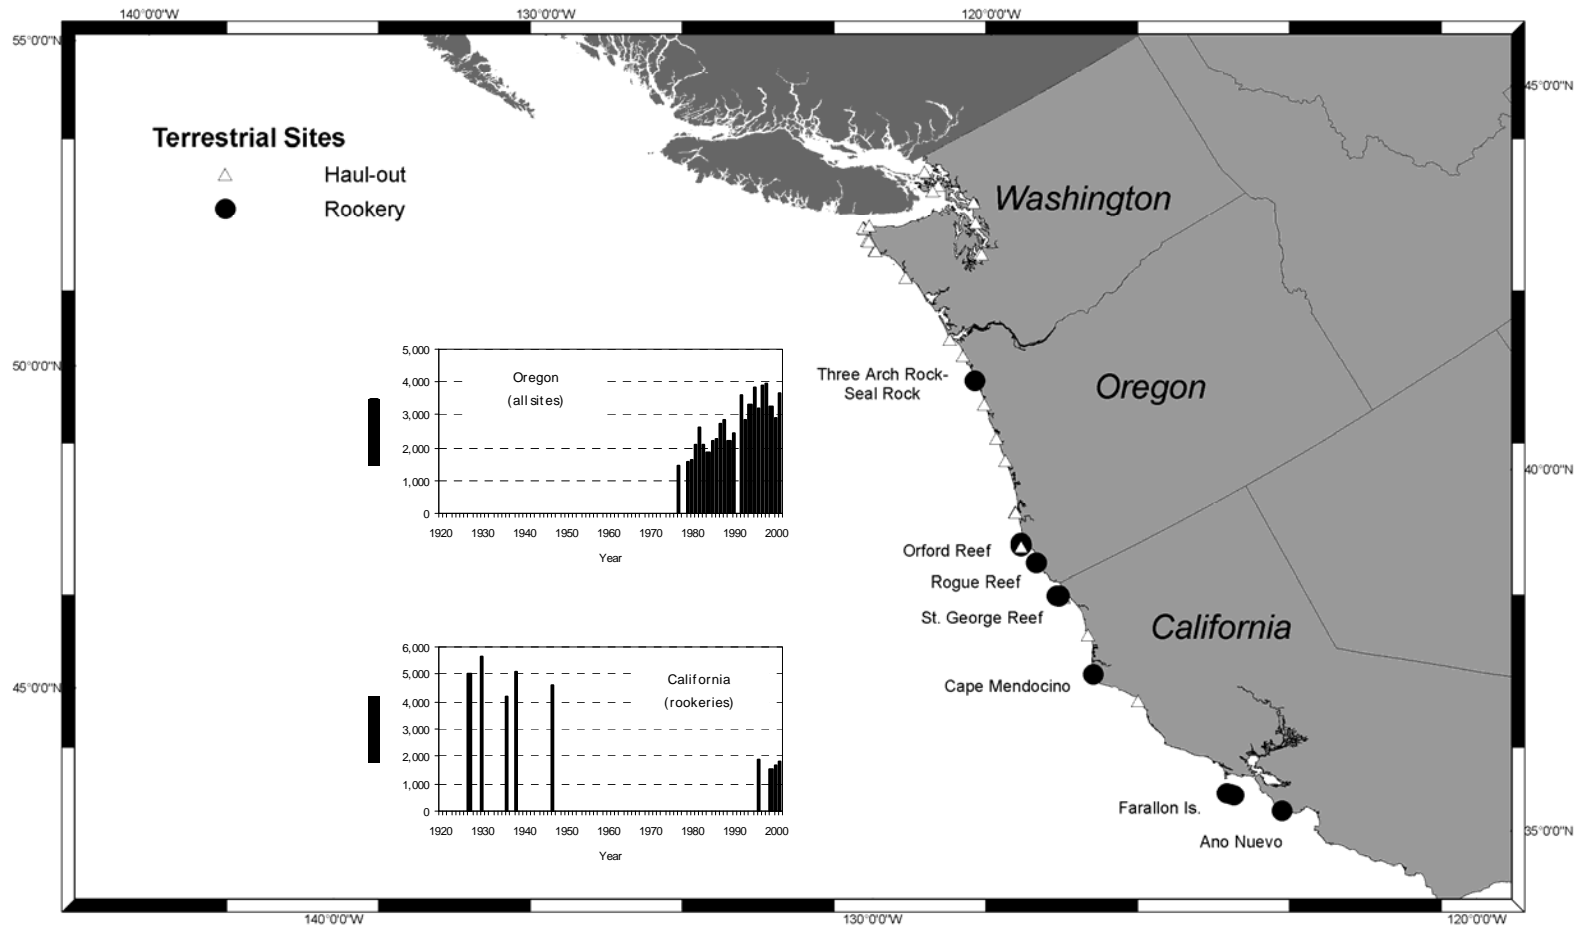 140°0'0"W 130°0'0"W 120°0'0"W
55°0'0"N
45°0'0"N
Terrestrial Sites
Haul-out
Rookery
Washington
50°0'0"N
Three Arch Rock-
Seal Rock
Oregon
40°0'0"N
5,000
4,000
3,000
2,000
1,000
0
Oregon
(all sites)
1920 1930 1940 1950 1960 1970 1980 1990 2000
Year
Orford Reef
Rogue Reef
St. George Reef
California
45°0'0"N
Cape Mendocino
6,000
5,000
4,000
3,000
2,000
1,000
0
California
(rookeries)
1920 1930 1940 1950 1960 1970 1980 1990 2000
Year
Farallon Is.
Ano Nuevo
35°0'0"N
140°0'0"W 130°0'0"W 120°0'0"W